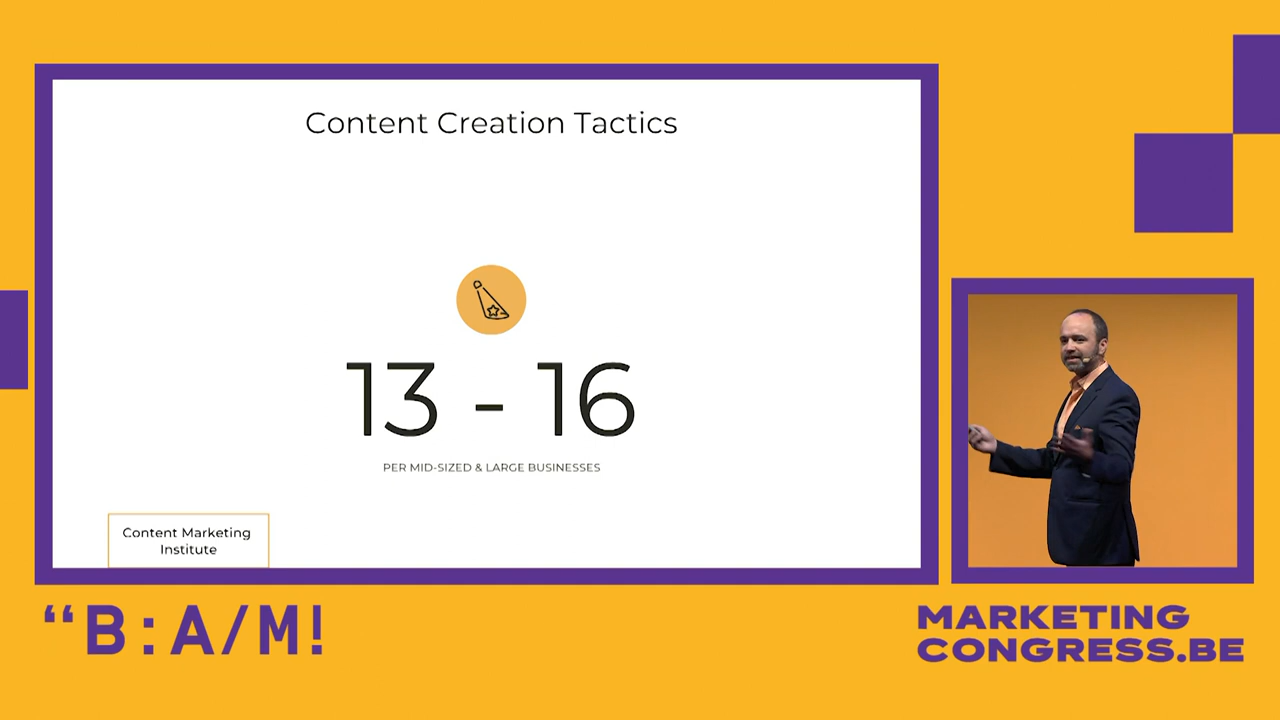 Content Creation Tactics
13 - 16
PER MID-SIZED & LARGE BUSINESSES
Content Marketing
Institute
“B:A/M!
MARKETING
CONGRESS.BE